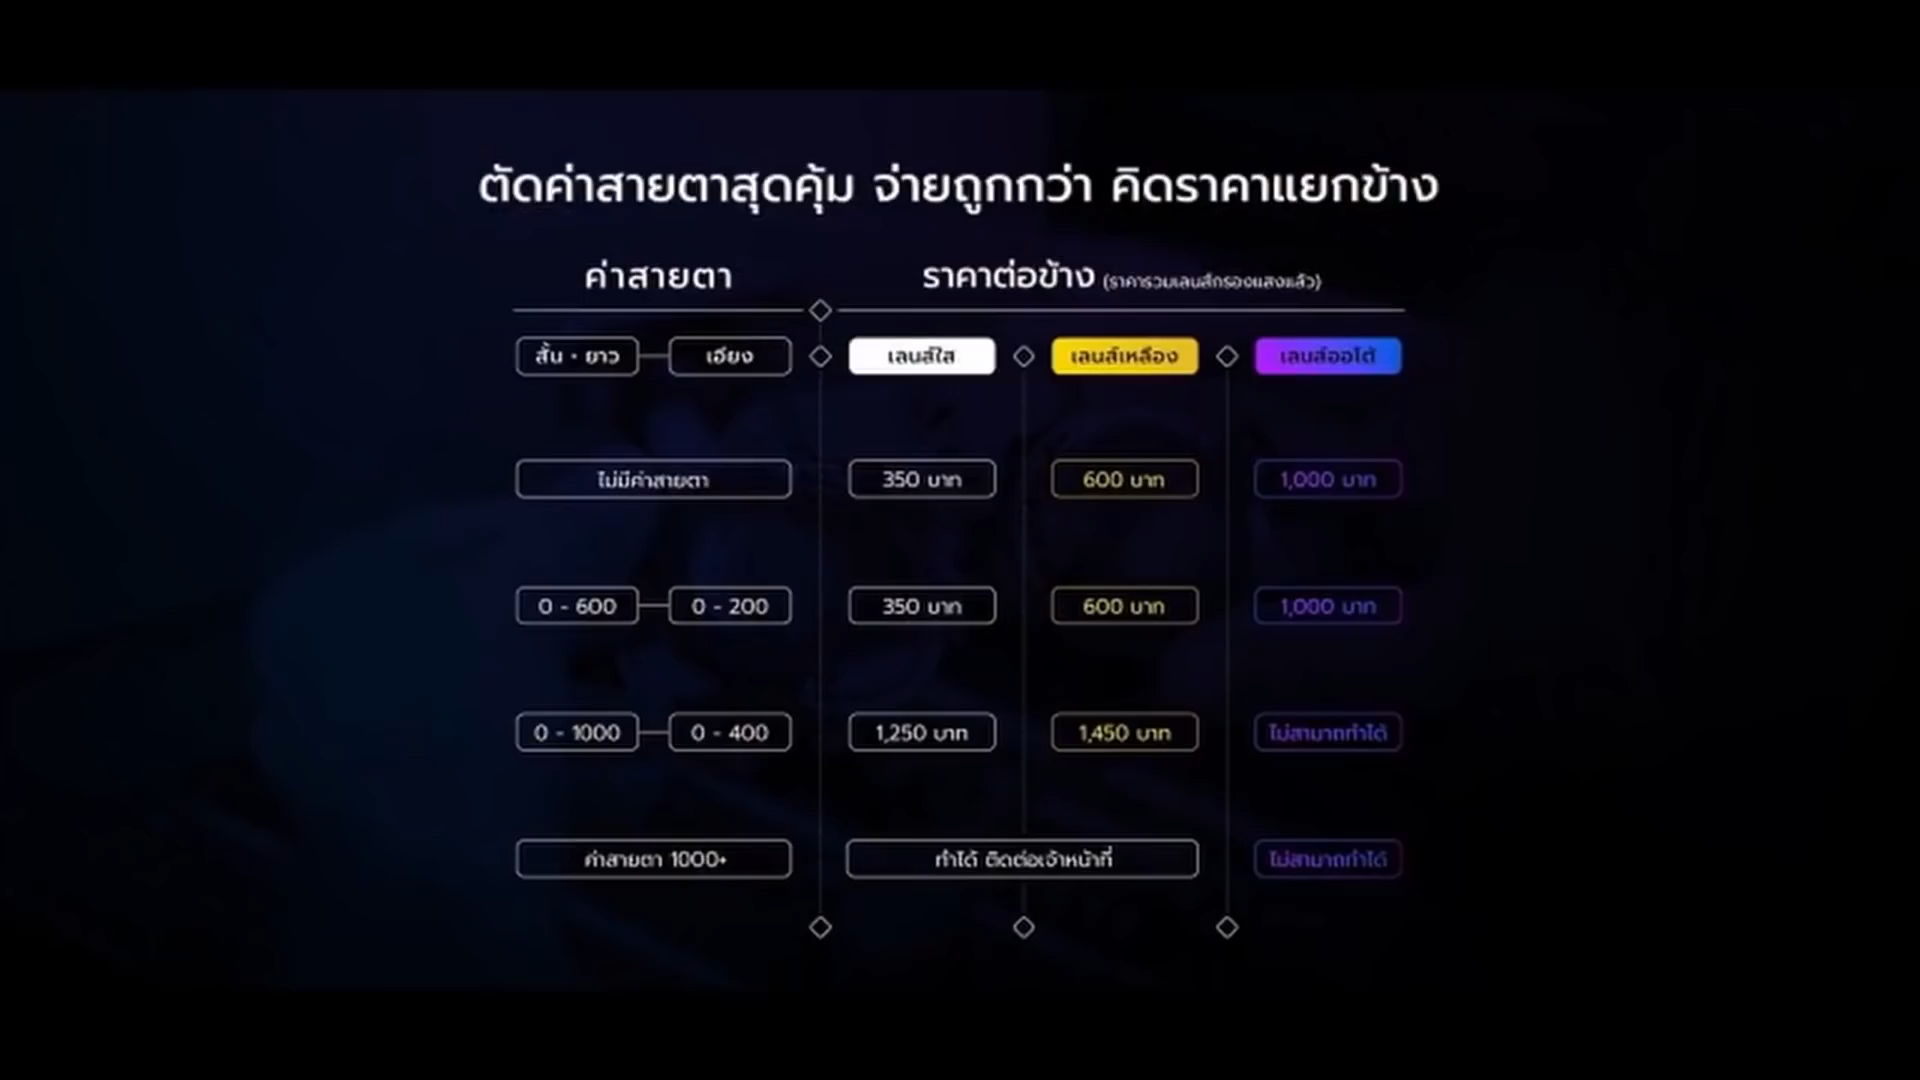 ตัดค่าสายตาสุดคุ้ม จ่ายถูกกว่า คิดราคาแยกข้าง
ค่าสายตา ราคาต่อข้าง (ราคารวมเลนส์กรองแสงแล้ว)
สั้น • ยาว เอียง เลนส์ใส เลนส์เหลือง เลนส์ออโต้
ไม่มีค่าสายตา 350 บาท 600 บาท 1,000 บาท
0 - 600 0 - 200 350 บาท 600 บาท 1,000 บาท
0 - 1000 0 - 400 1,250 บาท 1,450 บาท ไม่สามาถทำได้
ค่าสายตา 1000+ ทำได้ ติดต่อเจ้าหน้าที่ ไม่สามาถทำได้